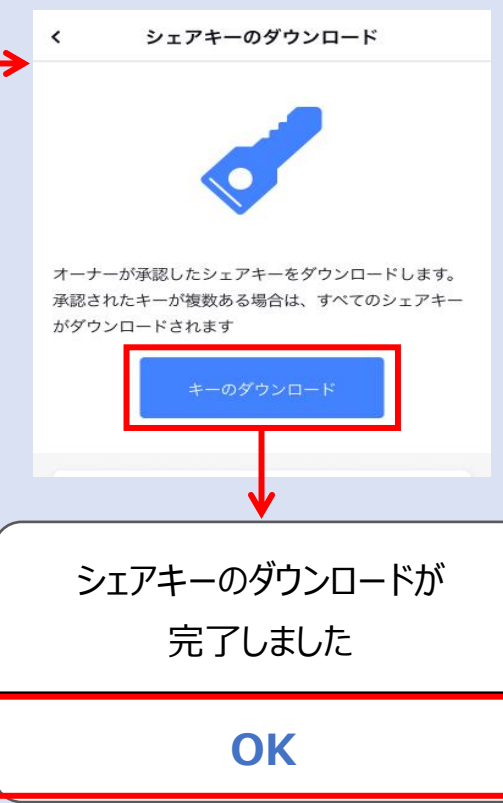 < シェアキーのダウンロード
オーナーが承認したシェアキーをダウンロードします。
承認されたキーが複数ある場合は、すべてのシェアキー
がダウンロードされます
キーのダウンロード
シェアキーのダウンロードが
完了しました
OK